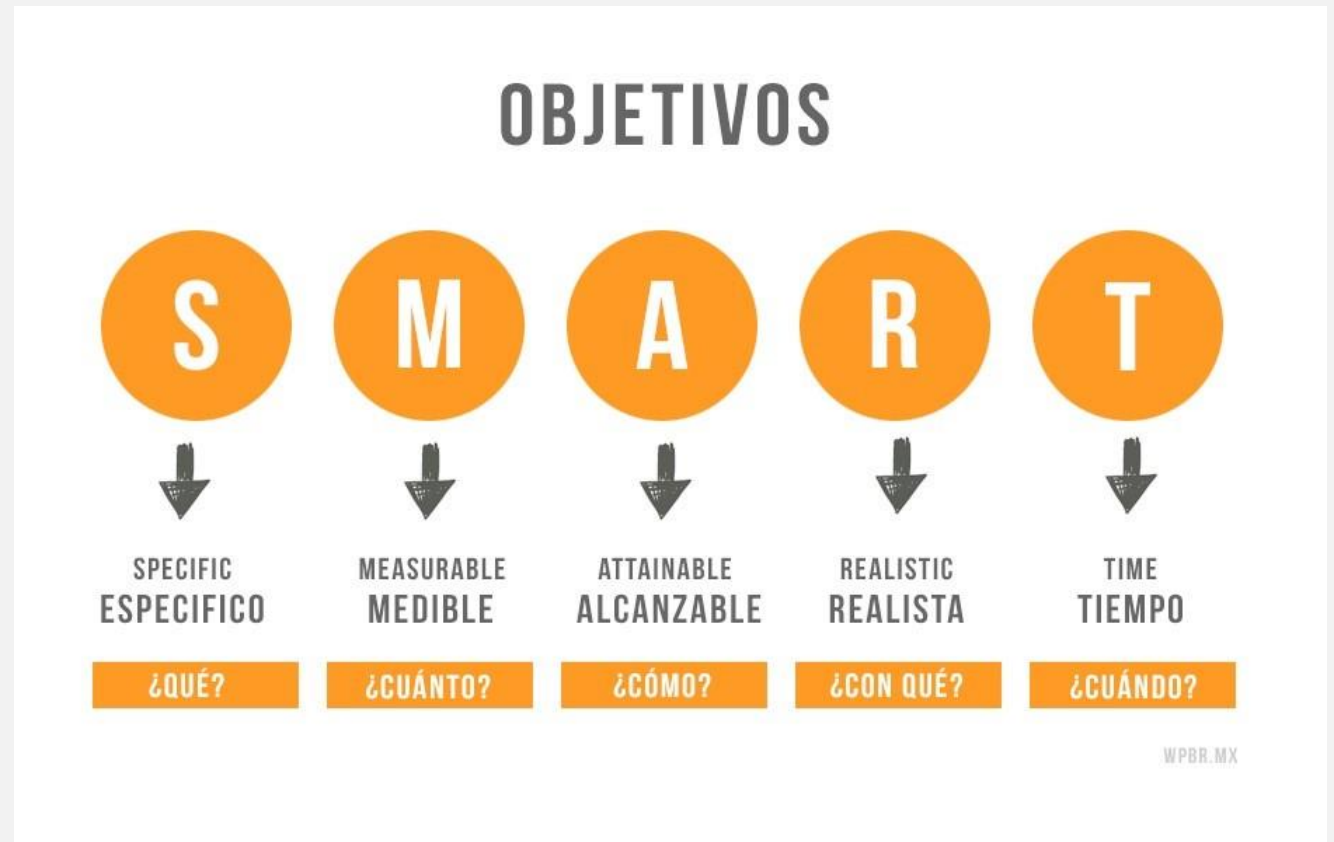 OBJETIVOS
S M A R T
SPECIFIC MEASURABLE ATTAINABLE REALISTIC TIME
ESPECIFICO MEDIBLE ALCANZABLE REALISTA TIEMPO
¿QUÉ? ¿CUÁNTO? ¿CÓMO? ¿CON QUÉ? ¿CUÁNDO?
WPBR.MX